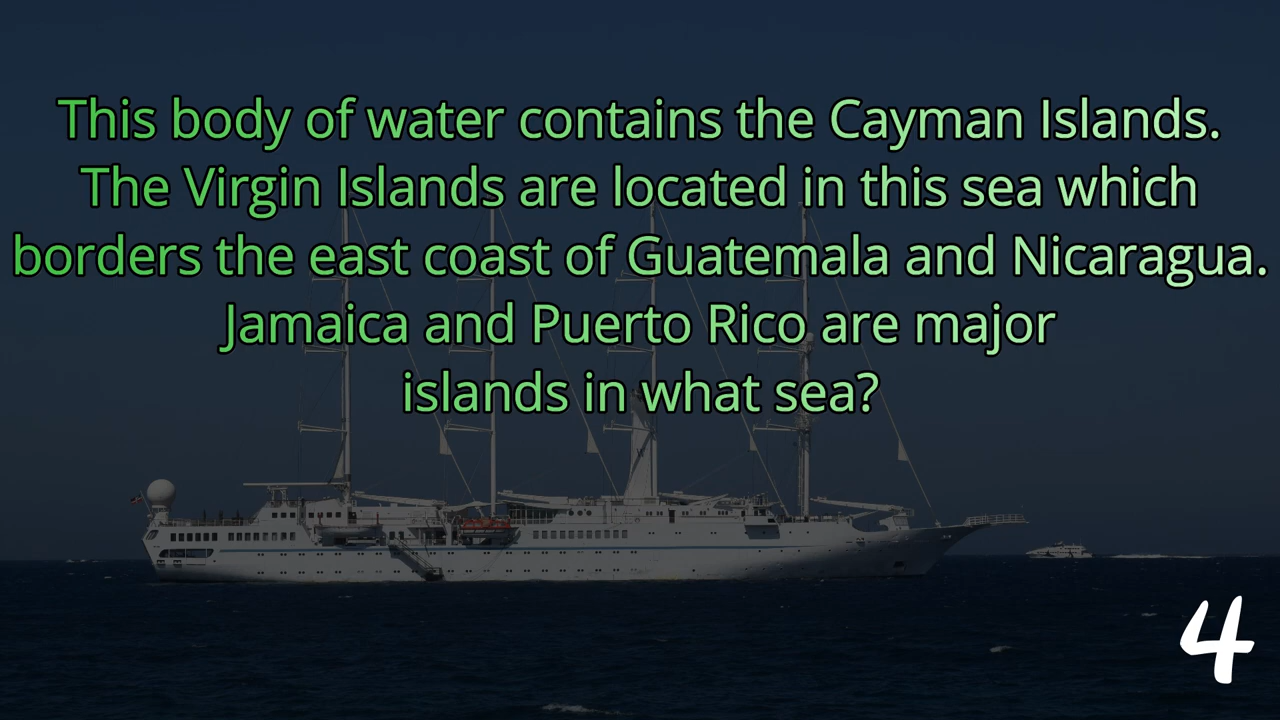 This body of water contains the Cayman Islands.
The Virgin Islands are located in this sea which
borders the east coast of Guatemala and Nicaragua.
Jamaica and Puerto Rico are major
islands in what sea?
4